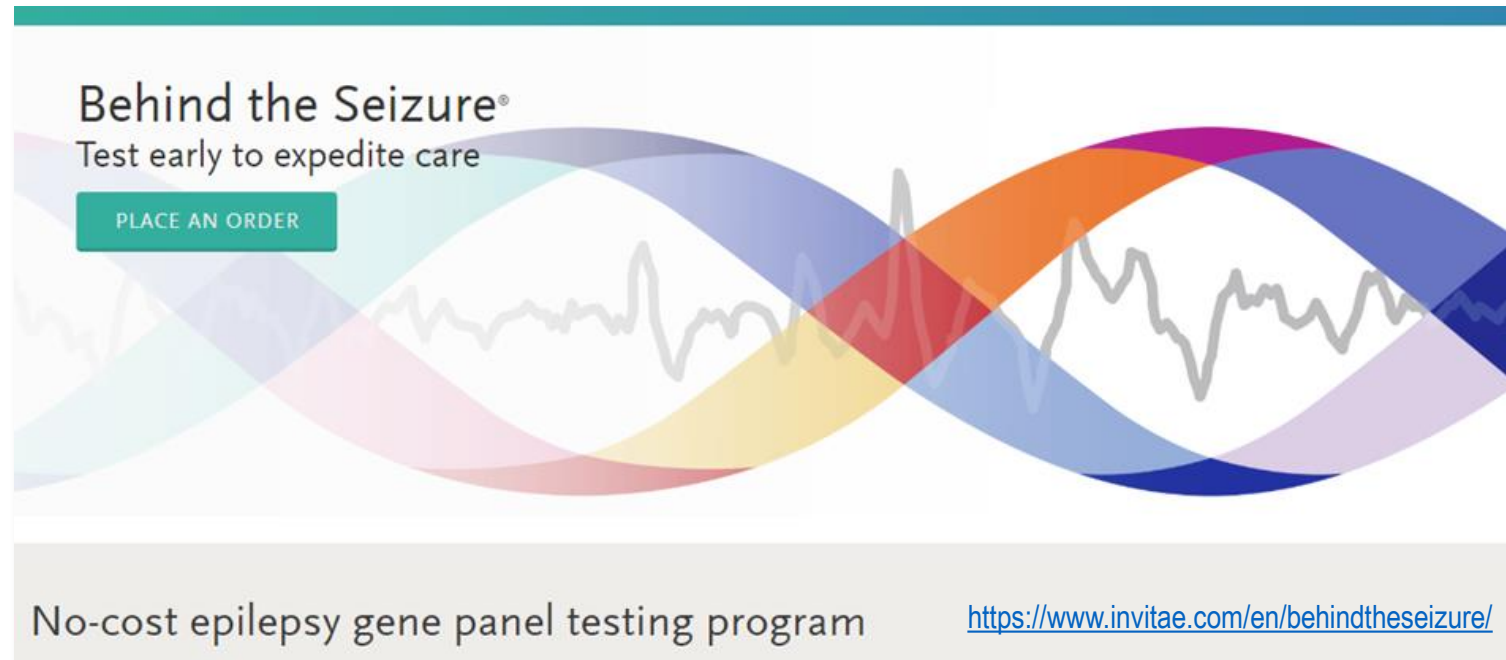 Behind the Seizure®
Test early to expedite care
PLACE AN ORDER
No-cost epilepsy gene panel testing program
https://www.invitae.com/en/behindtheseizure/